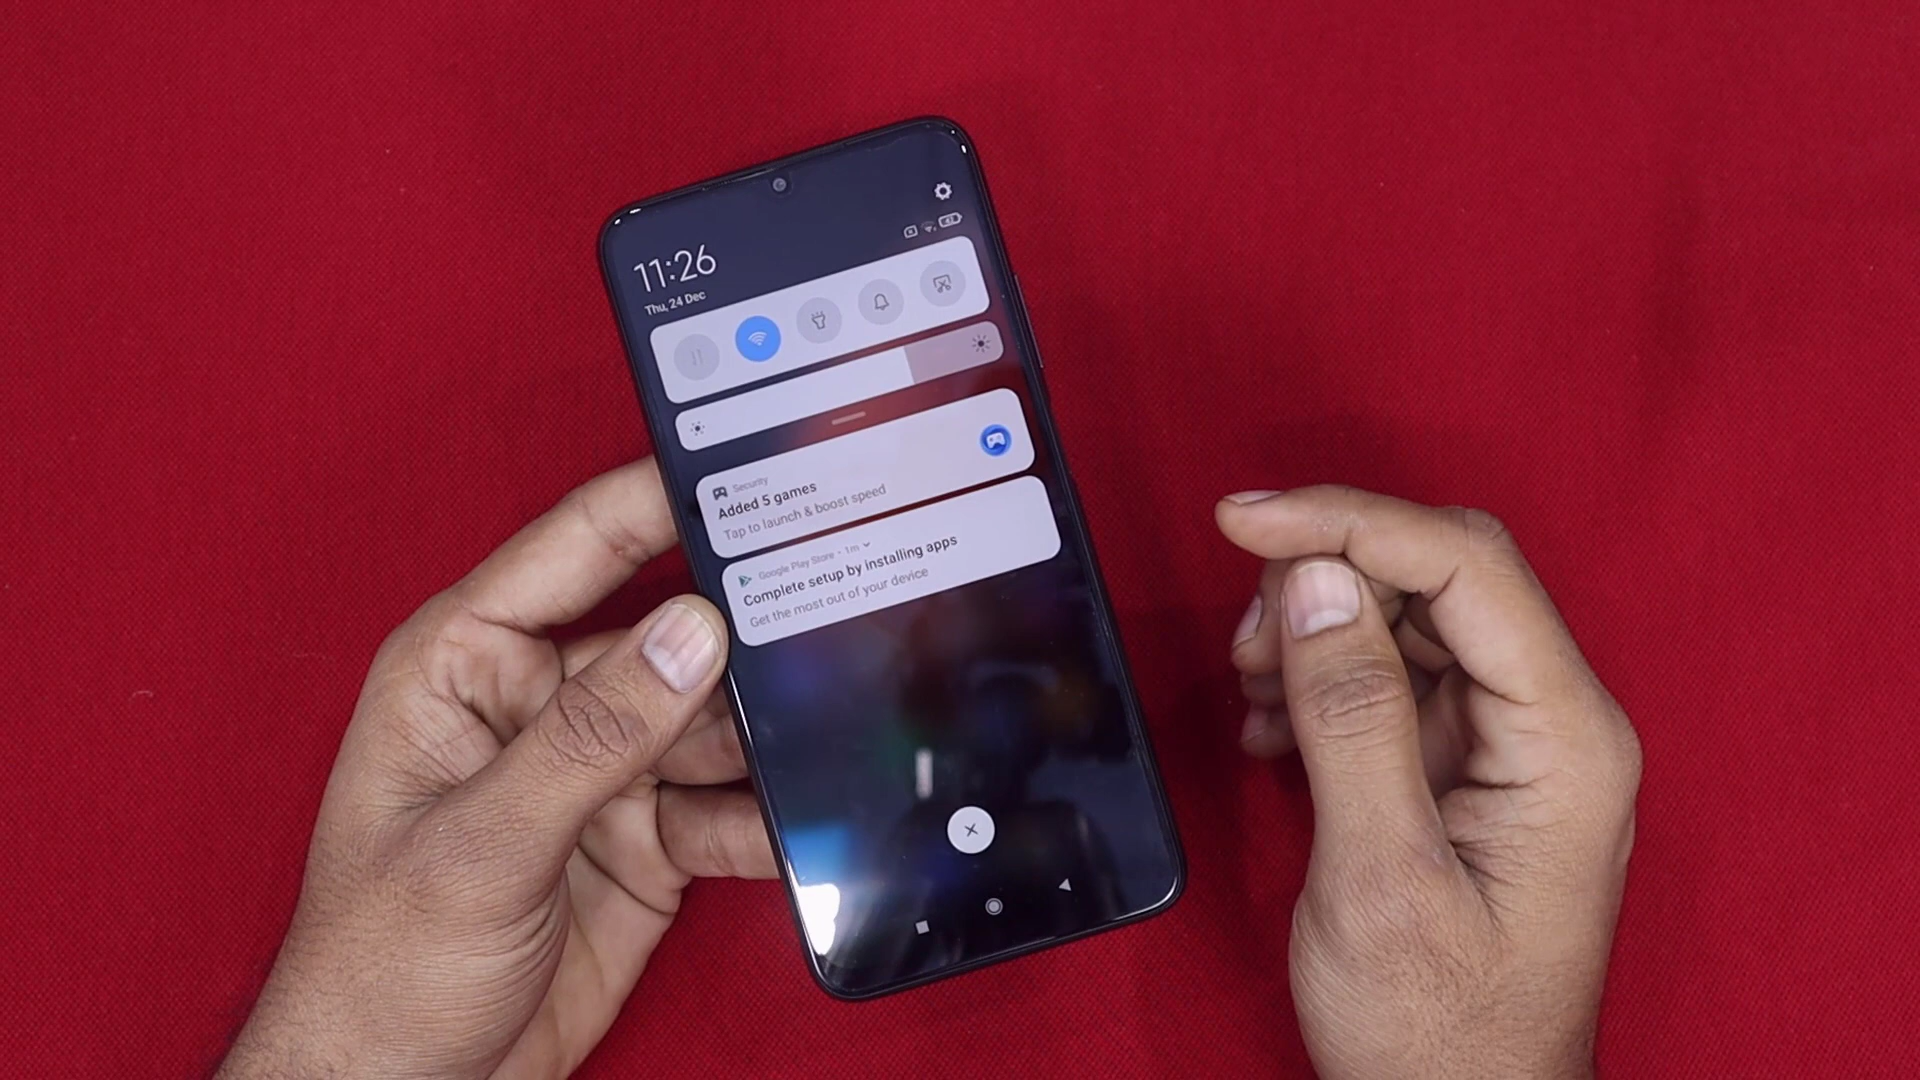 11:26
Thu, 24 Dec
Security
Added 5 games
Tap to launch & boost speed
Google Play Store • 1m
Complete setup by installing apps
Get the most out of your device